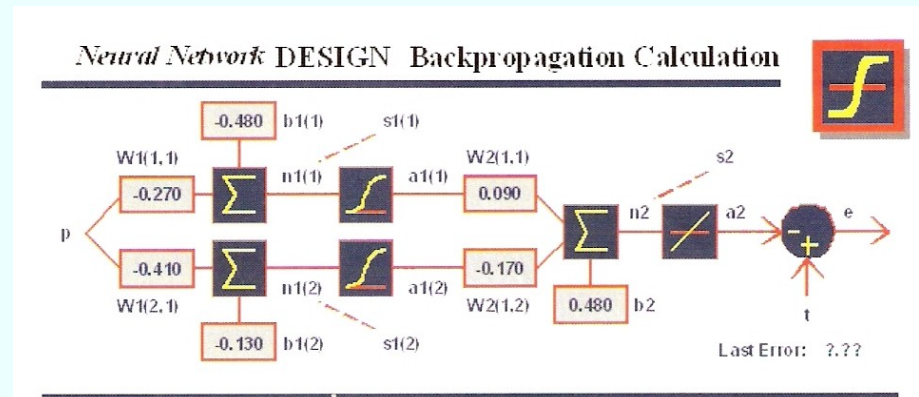 Neural Network DESIGN Backpropagation Calculation
-0.480 b1(1) s1(1)
W1(1,1) n1(1) a1(1) W2(1,1) s2
-0.270 Σ 0.090
p Σ n2 a2 - + e
-0.410 Σ -0.170
W1(2,1) n1(2) a1(2) W2(1,2) 0.480 b2 t
-0.130 b1(2) s1(2)
Last Error: ?.??